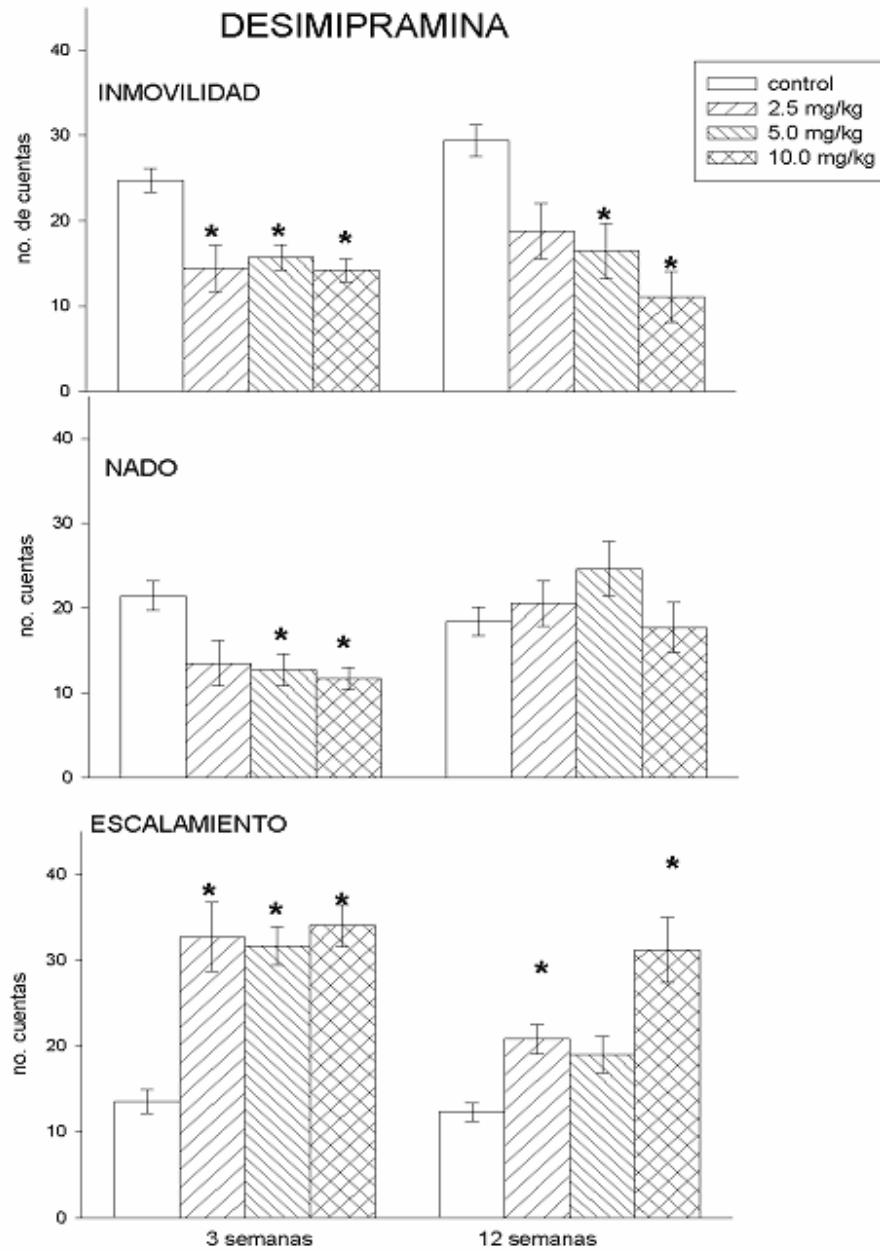 DESIMIPRAMINA
control
2.5 mg/kg
5.0 mg/kg
10.0 mg/kg
INMOVILIDAD
no. de cuentas
40
30
20
10
0
* * * * *
NADO
no. cuentas
40
30
20
10
0
* *
ESCALAMIENTO
no. cuentas
40
30
20
10
0
* * * * *
3 semanas 12 semanas